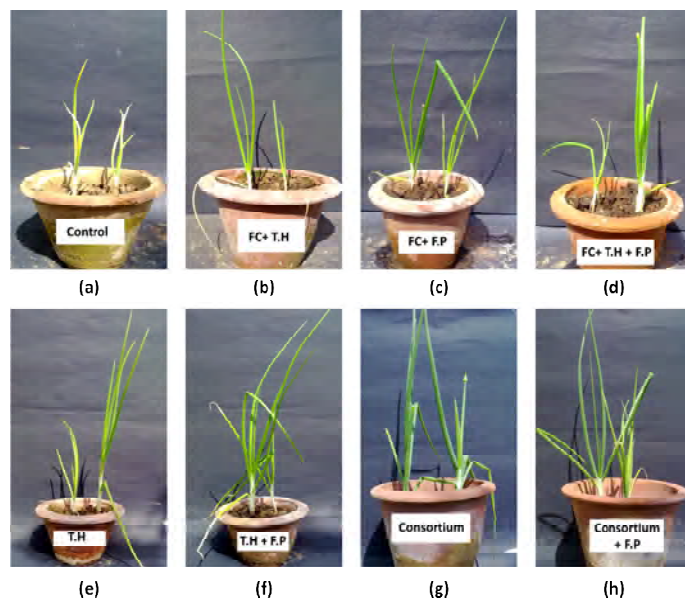 Control
FC+ T.H
FC+ F.P
FC+ T.H + F.P
(a)
(b)
(c)
(d)
T.H
T.H + F.P
Consortium
Consortium
+ F.P
(e)
(f)
(g)
(h)